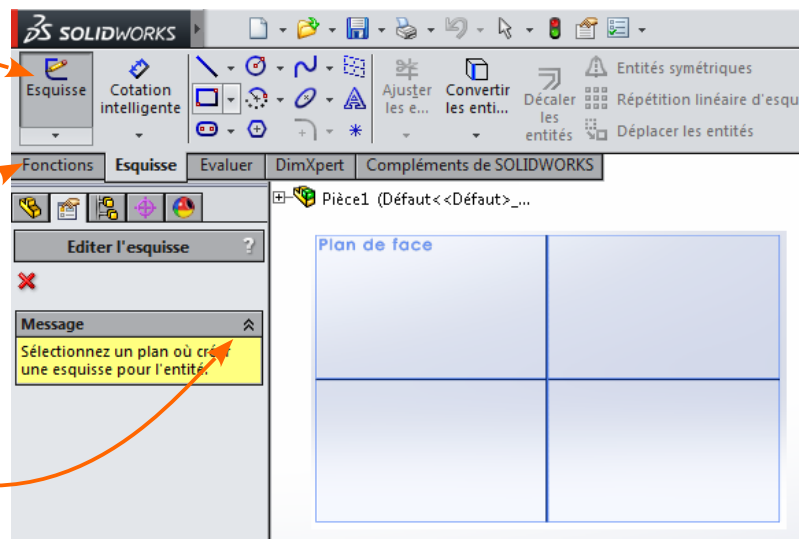 SOLIDWORKS
Esquisse
Cotation
intelligente
Ajuster
les e...
Convertir
les enti...
Décaler
les
entités
Entités symétriques
Répétition linéaire d'esqu
Déplacer les entités
Fonctions Esquisse Evaluer DimXpert Compléments de SOLIDWORKS
Pièce1 (Défaut<<Défaut>_...
Editer l'esquisse ?
Message
Sélectionnez un plan où créer
une esquisse pour l'entité.
Plan de face